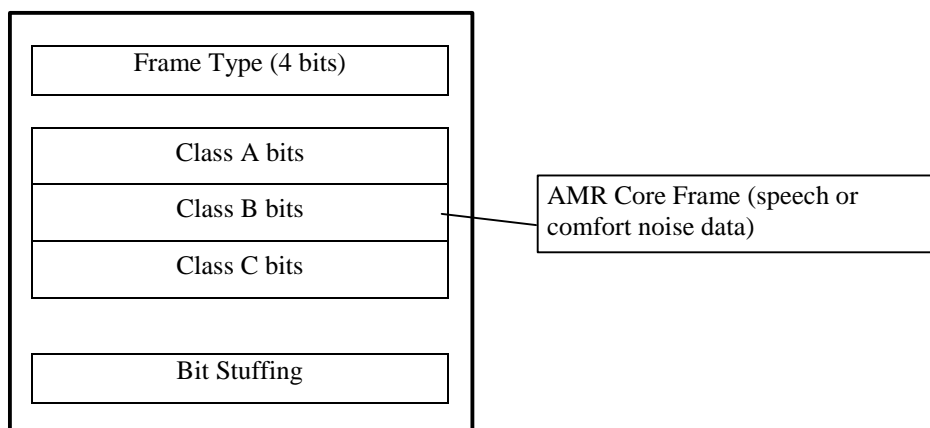 Frame Type (4 bits)
Class A bits
Class B bits
Class C bits
AMR Core Frame (speech or
comfort noise data)
Bit Stuffing